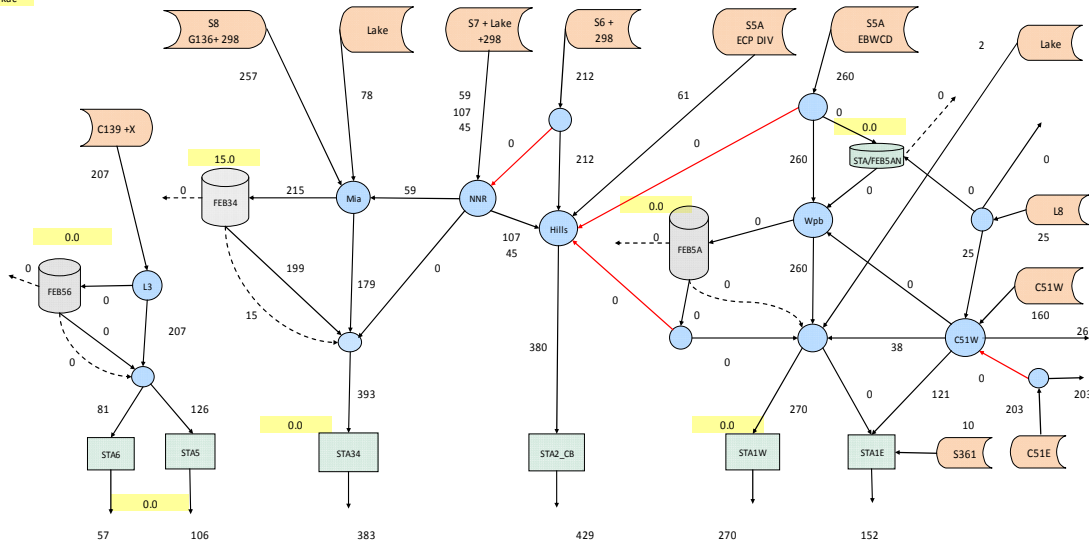 S8
G136+ 298
Lake
S7 + Lake
+298
S6 +
298
S5A
ECP DIV
S5A
EBWCD
2
Lake
257
78
59
107
45
212
61
260
0
0
0.0
C139 +X
15.0
0
212
0
260
STA/FEB5AN
0
207
0
FEB34
215
Mia
59
NNR
0.0
0
0
L8
25
0.0
Hills
107
45
0
FEB5A
0
Wpb
25
0
FEB56
0
L3
199
179
0
260
0
C51W
0
15
0
0
160
0
207
0
380
0
38
C51W
26
0
81
126
393
270
0
121
0
203
203
0.0
0.0
10
STA6
STA5
STA34
STA2_CB
STA1W
STA1E
S361
C51E
0.0
57
106
383
429
270
152